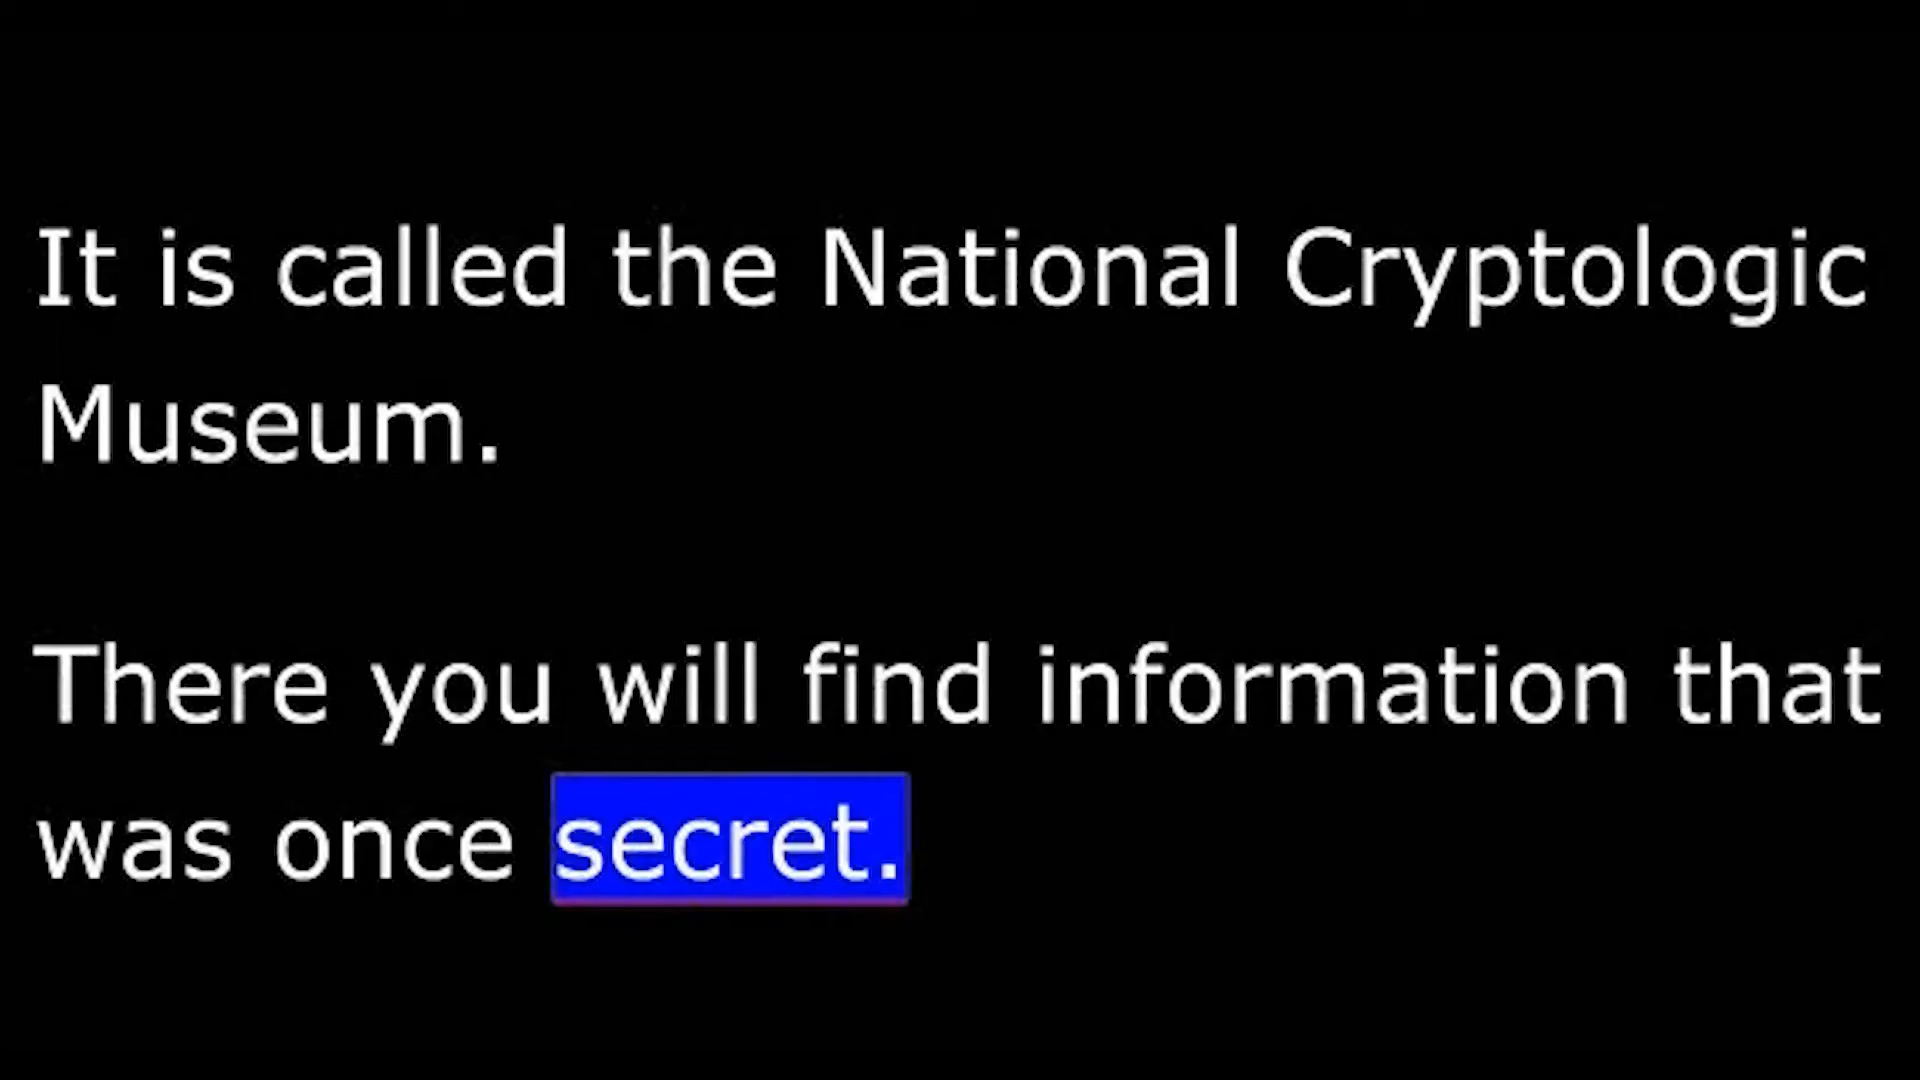 It is called the National Cryptologic
Museum.
There you will find information that
was once secret.